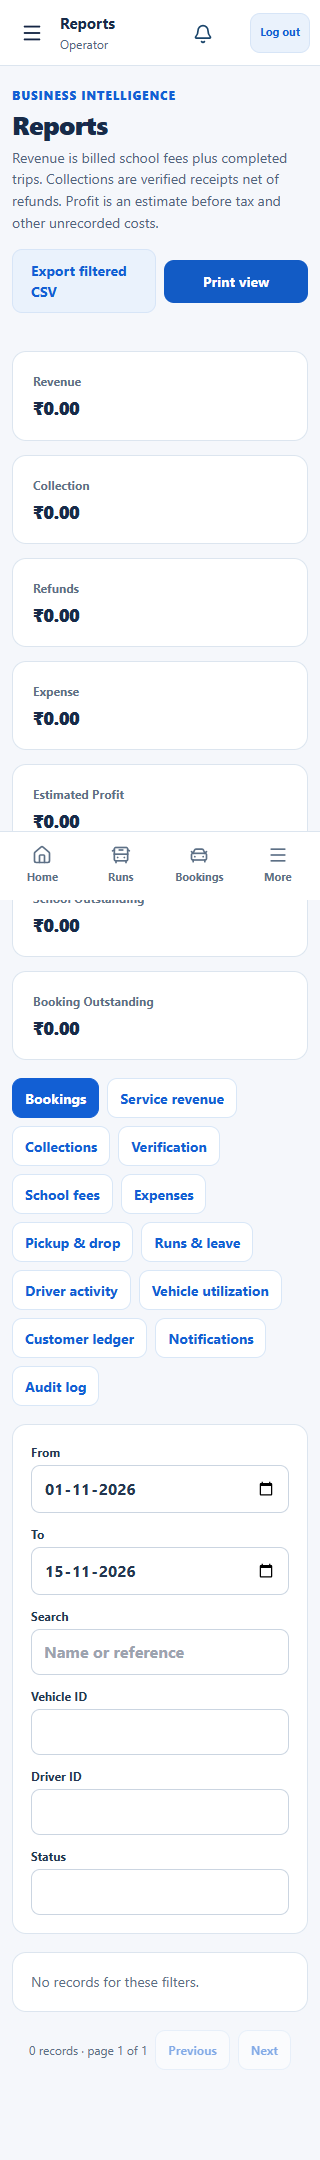 Reports
Operator
Log out
BUSINESS INTELLIGENCE
Reports
Revenue is billed school fees plus completed
trips. Collections are verified receipts net of
refunds. Profit is an estimate before tax and
other unrecorded costs.
Export filtered
CSV
Print view
Revenue
₹0.00
Collection
₹0.00
Refunds
₹0.00
Expense
₹0.00
Estimated Profit
₹0.00
Home
Runs
Bookings
More
School Outstanding
₹0.00
Booking Outstanding
₹0.00
Bookings
Service revenue
Collections
Verification
School fees
Expenses
Pickup & drop
Runs & leave
Driver activity
Vehicle utilization
Customer ledger
Notifications
Audit log
From
01-11-2026
To
15-11-2026
Search
Name or reference
Vehicle ID
Driver ID
Status
No records for these filters.
0 records · page 1 of 1
Previous
Next